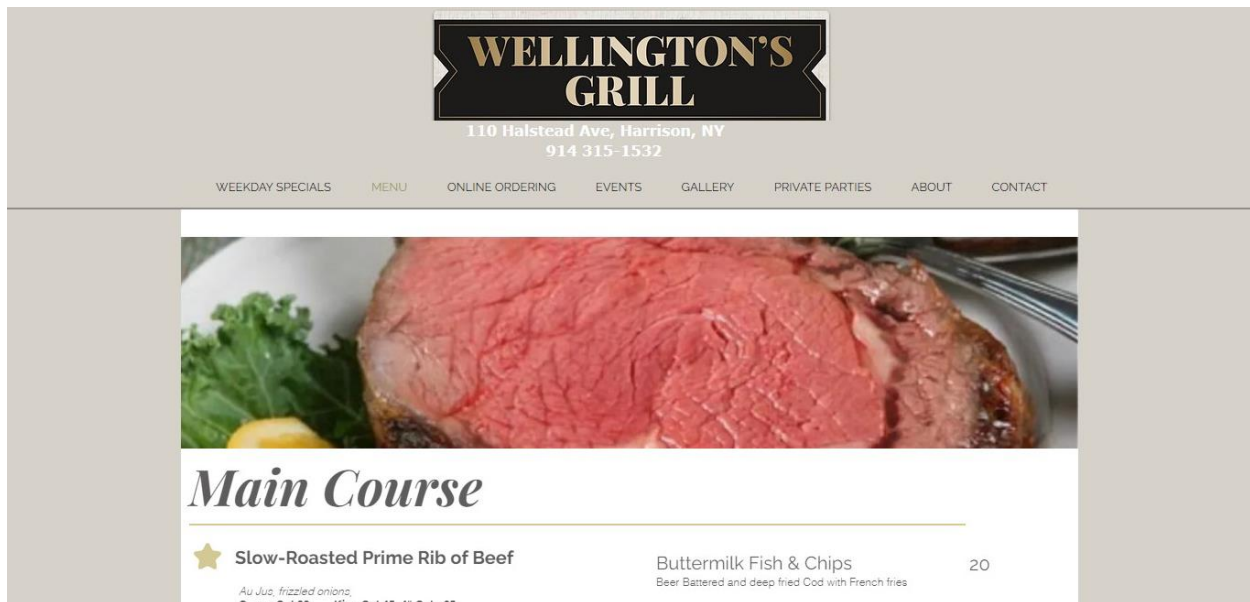 WELLINGTON'S
GRILL
110 Halstead Ave, Harrison, NY
914 315-1532
WEEKDAY SPECIALS MENU ONLINE ORDERING EVENTS GALLERY PRIVATE PARTIES ABOUT CONTACT
Main Course
Slow-Roasted Prime Rib of Beef
Au Jus, frizzled onions,
Buttermilk Fish & Chips 20
Beer Battered and deep fried Cod with French fries